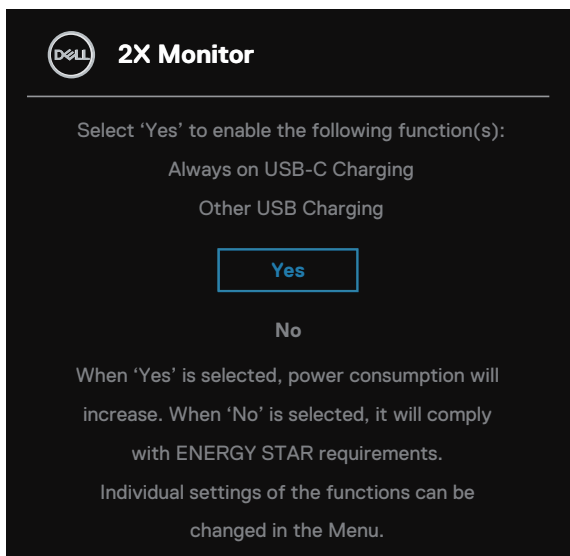 DELL 2X Monitor
Select ‘Yes’ to enable the following function(s):
Always on USB-C Charging
Other USB Charging
Yes
No
When ‘Yes’ is selected, power consumption will
increase. When ‘No’ is selected, it will comply
with ENERGY STAR requirements.
Individual settings of the functions can be
changed in the Menu.